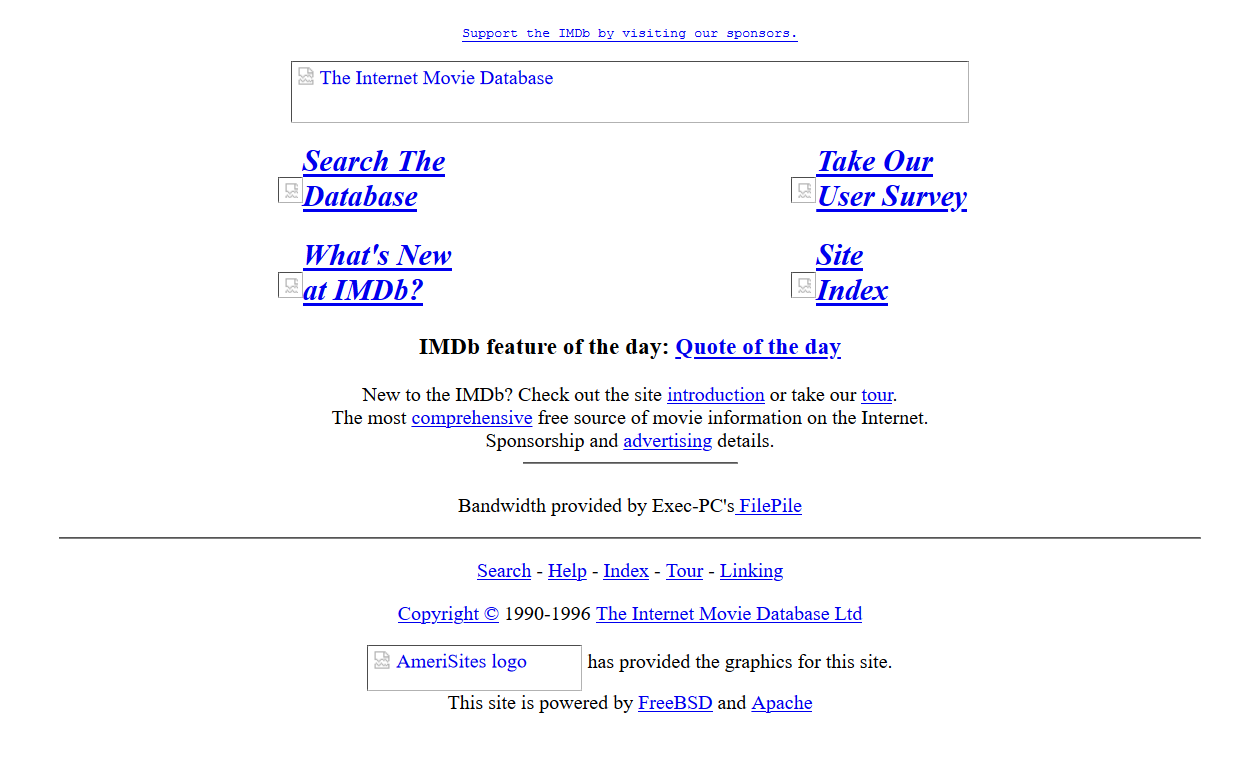 Support the IMDb by visiting our sponsors.
The Internet Movie Database
Search The
Database
Take Our
User Survey
What's New
at IMDb?
Site
Index
IMDb feature of the day: Quote of the day
New to the IMDb? Check out the site introduction or take our tour.
The most comprehensive free source of movie information on the Internet.
Sponsorship and advertising details.
Bandwidth provided by Exec-PC's FilePile
Search - Help - Index - Tour - Linking
Copyright © 1990-1996 The Internet Movie Database Ltd
AmeriSites logo has provided the graphics for this site.
This site is powered by FreeBSD and Apache